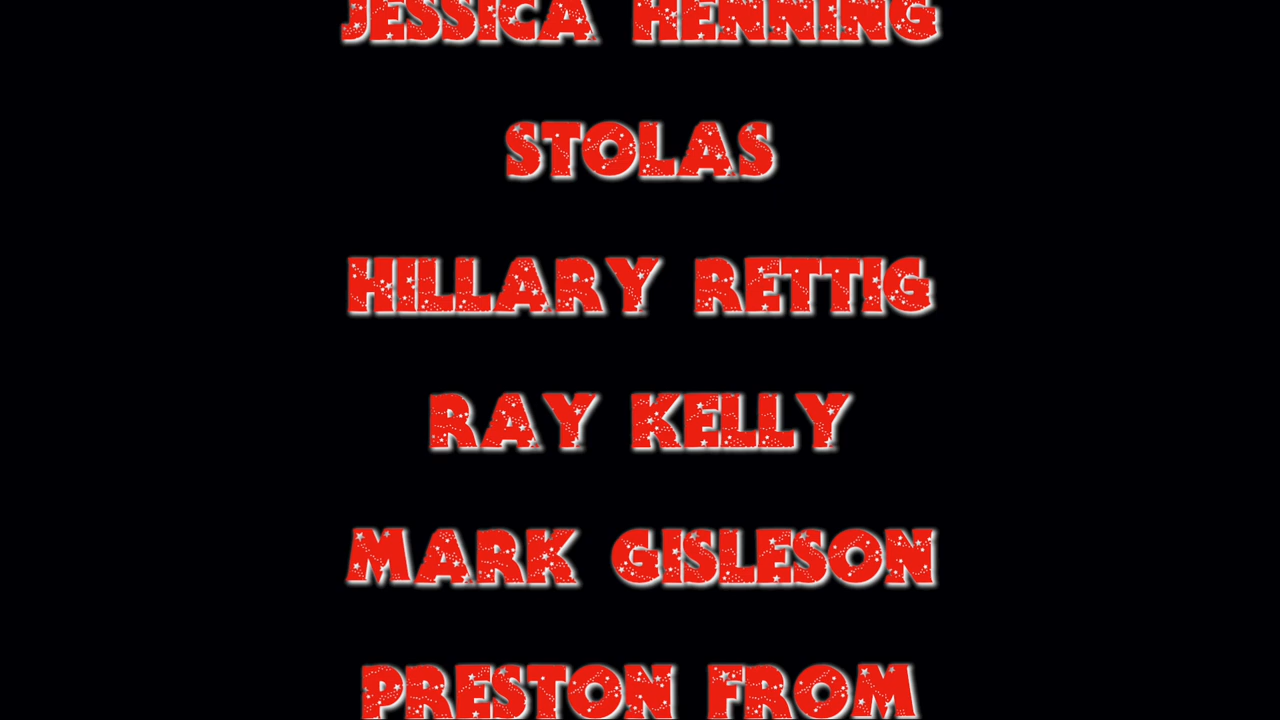 JESSICA HENNING
STOLAS
HILLARY RETTIG
RAY KELLY
MARK GISLESON
PRESTON FROM